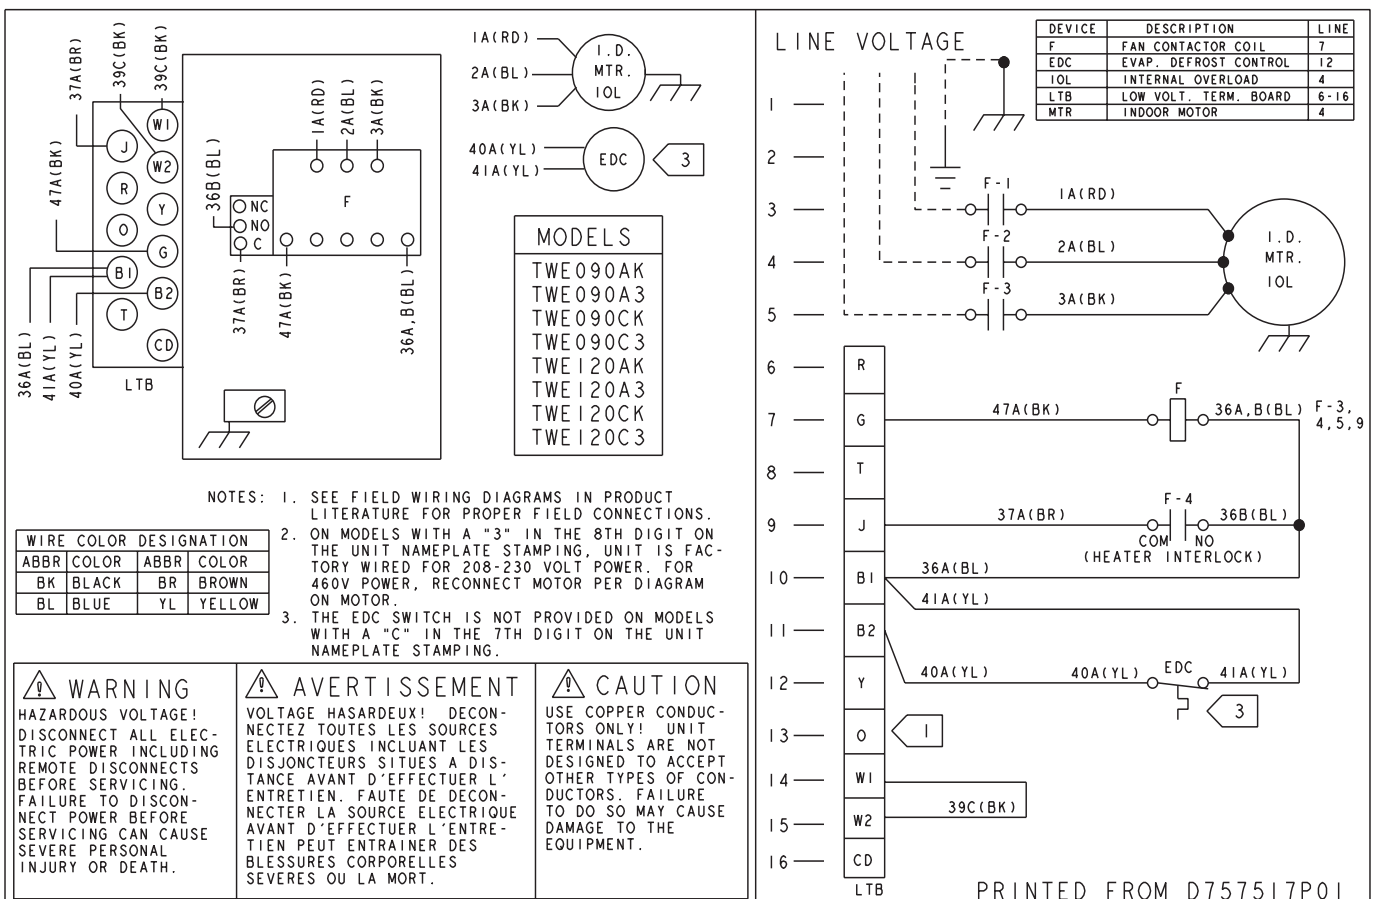 37A(BR)
39C(BK)
39C(BK)
47A(BK)
W1
J
W2
R
Y
O
G
B1
B2
T
CD
LTB
36A(BL)
41A(YL)
40A(YL)
36B(BL)
1A(RD)
2A(BL)
3A(BK)
F
NC
NO
C
37A(BR)
47A(BK)
36A,B(BL)
1A(RD)
2A(BL)
3A(BK)
I.D.
MTR.
IOL
40A(YL)
41A(YL)
EDC
3
MODELS
TWE090AK
TWE090A3
TWE090CK
TWE090C3
TWE120AK
TWE120A3
TWE120CK
TWE120C3
NOTES: 1. SEE FIELD WIRING DIAGRAMS IN PRODUCT
LITERATURE FOR PROPER FIELD CONNECTIONS.
2. ON MODELS WITH A "3" IN THE 8TH DIGIT ON
THE UNIT NAMEPLATE STAMPING, UNIT IS FAC-
TORY WIRED FOR 208-230 VOLT POWER. FOR
460V POWER, RECONNECT MOTOR PER DIAGRAM
ON MOTOR.
3. THE EDC SWITCH IS NOT PROVIDED ON MODELS
WITH A "C" IN THE 7TH DIGIT ON THE UNIT
NAMEPLATE STAMPING.
WIRE COLOR DESIGNATION
ABBR COLOR ABBR COLOR
BK BLACK BR BROWN
BL BLUE YL YELLOW
WARNING
HAZARDOUS VOLTAGE!
DISCONNECT ALL ELEC-
TRIC POWER INCLUDING
REMOTE DISCONNECTS
BEFORE SERVICING.
FAILURE TO DISCON-
NECT POWER BEFORE
SERVICING CAN CAUSE
SEVERE PERSONAL
INJURY OR DEATH.
AVERTISSEMENT
VOLTAGE HASARDEUX! DECON-
NECTEZ TOUTES LES SOURCES
ELECTRIQUES INCLUANT LES
DISJONCTEURS SITUES A DIS-
TANCE AVANT D'EFFECTUER L'
ENTRETIEN. FAUTE DE DECON-
NECTER LA SOURCE ELECTRIQUE
AVANT D'EFFECTUER L'ENTRE-
TIEN PEUT ENTRAINER DES
BLESSURES CORPORELLES
SEVERES OU LA MORT.
CAUTION
USE COPPER CONDUC-
TORS ONLY! UNIT
TERMINALS ARE NOT
DESIGNED TO ACCEPT
OTHER TYPES OF CON-
DUCTORS. FAILURE
TO DO SO MAY CAUSE
DAMAGE TO THE
EQUIPMENT.
LINE VOLTAGE
DEVICE DESCRIPTION LINE
F FAN CONTACTOR COIL 7
EDC EVAP. DEFROST CONTROL 12
IOL INTERNAL OVERLOAD 4
LTB LOW VOLT. TERM. BOARD 6-16
MTR INDOOR MOTOR 4
1
2
3
F-1
1A(RD)
4
F-2
2A(BL)
I.D.
MTR.
IOL
5
F-3
3A(BK)
6 R
7 G
47A(BK)
F
36A,B(BL)
F-3,
4,5,9
8 T
9 J
37A(BR)
F-4
36B(BL)
COM NO
(HEATER INTERLOCK)
10 B1
36A(BL)
41A(YL)
11 B2
12 Y
40A(YL)
40A(YL)
EDC
41A(YL)
3
13 O
1
14 W1
39C(BK)
15 W2
16 CD
LTB
PRINTED FROM D757517P01